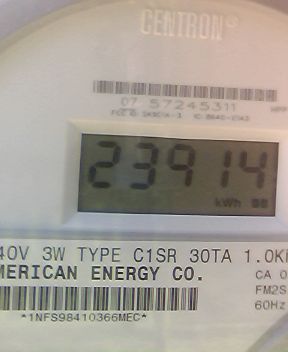 CENTRON®
07 57245311
23914
kWh
40V 3W TYPE C1SR 30TA 1.0K
MERICAN ENERGY CO.
CA 0
FM2S
60Hz
*1NFS98410366MEC*